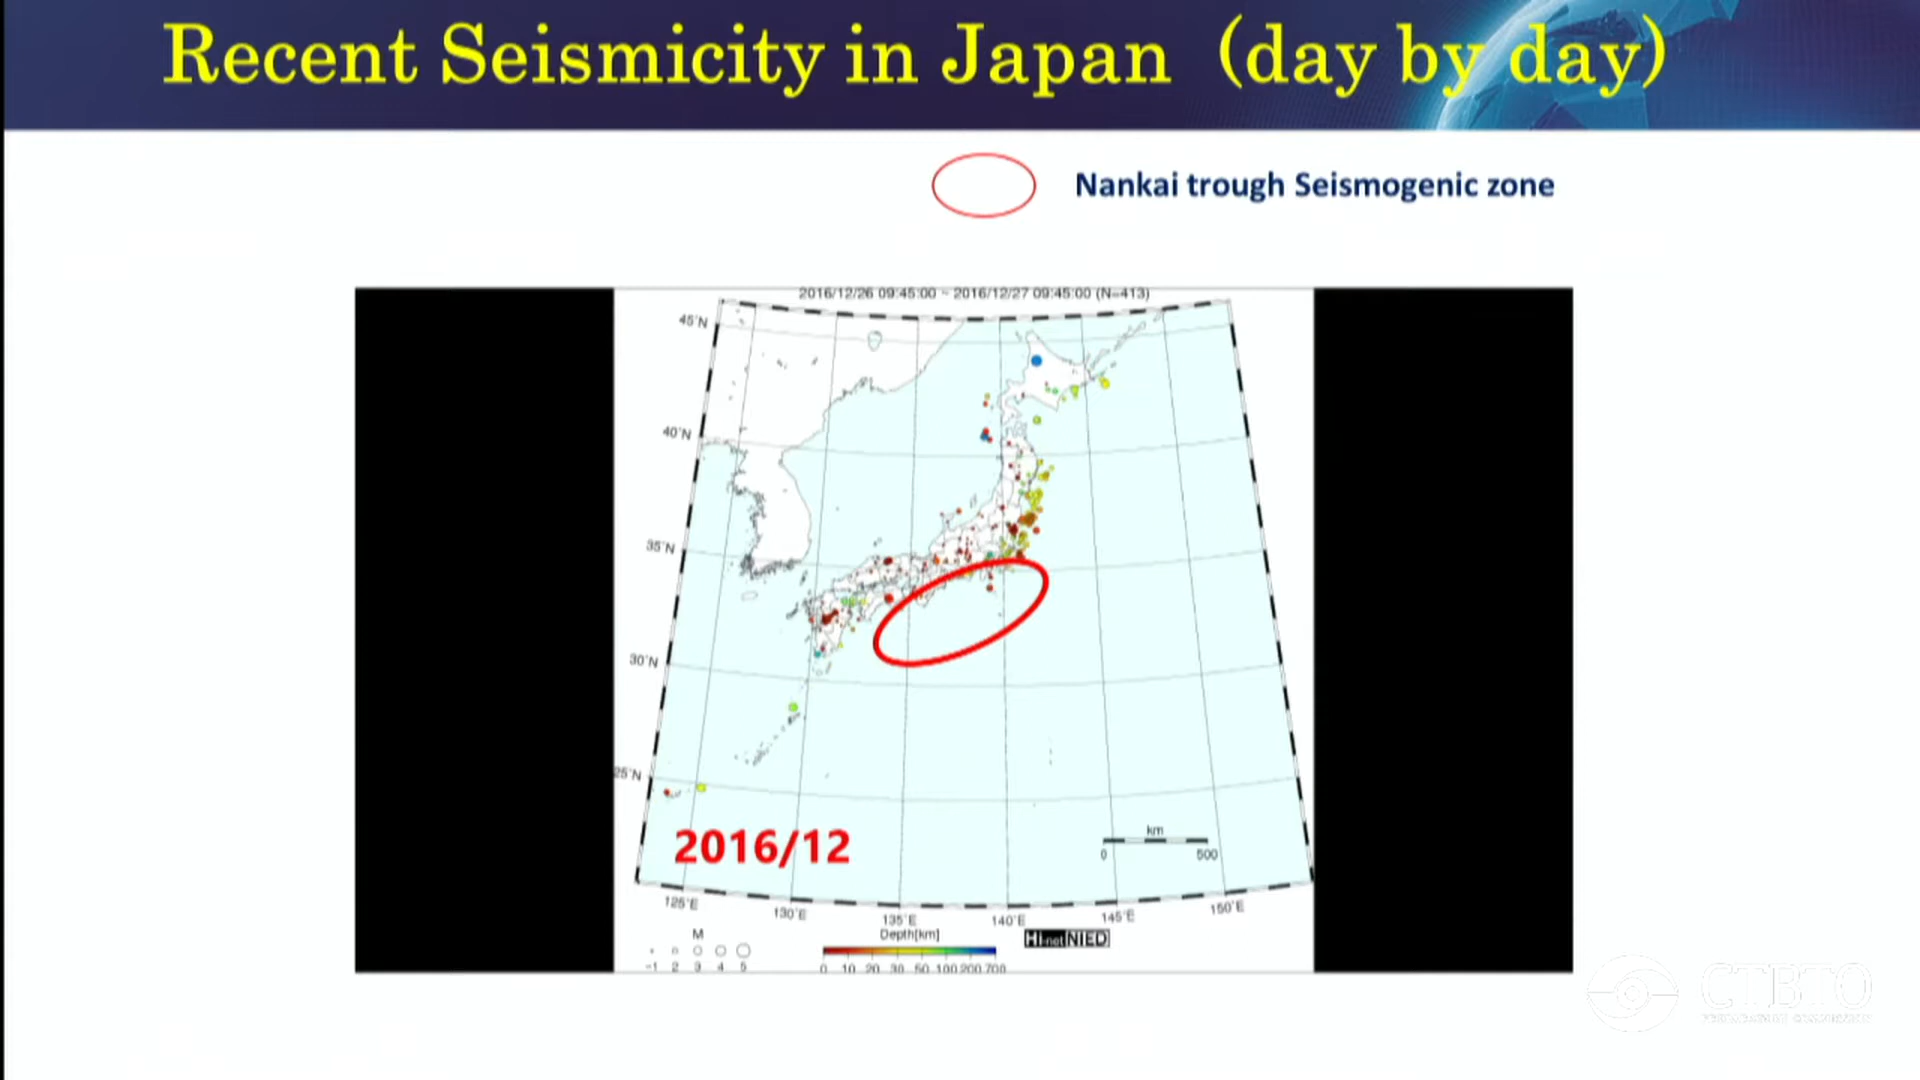 Recent Seismicity in Japan (day by day)
Nankai trough Seismogenic zone
2016/12/26 09:45:00 ~ 2016/12/27 09:45:00 (N=413)
45°N
40°N
35°N
30°N
25°N
2016/12
km
0 500
125°E 130°E 135°E 140°E 145°E 150°E
M
-1 2 3 4 5
Depth[km]
0 10 20 30 50 100 200 700
Hi-net NIED
CTBTO
PREPARATORY COMMISSION